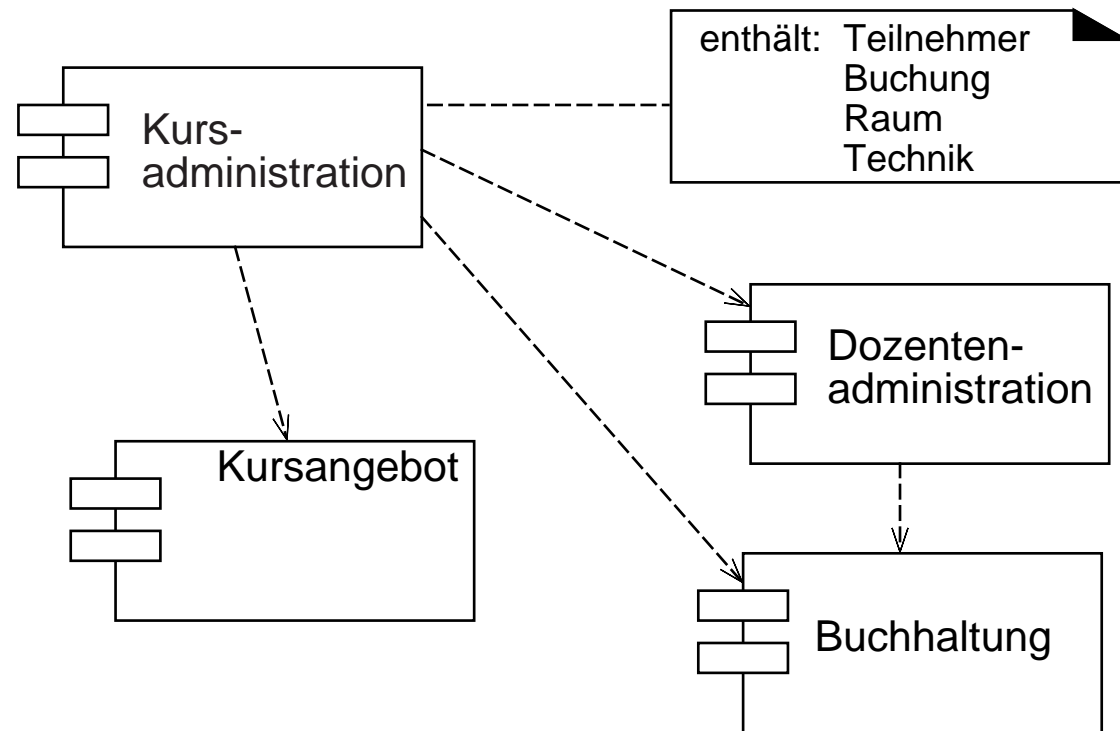 enthält: Teilnehmer
Buchung
Raum
Technik
Kurs-
administration
Dozenten-
administration
Kursangebot
Buchhaltung